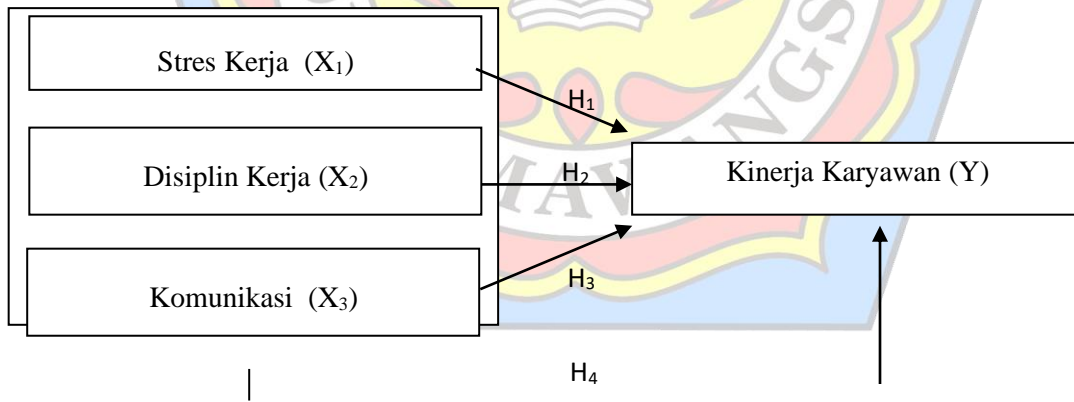 Stres Kerja (X₁)
H₁
Disiplin Kerja (X₂)
H₂
Kinerja Karyawan (Y)
Komunikasi (X₃)
H₃
H₄